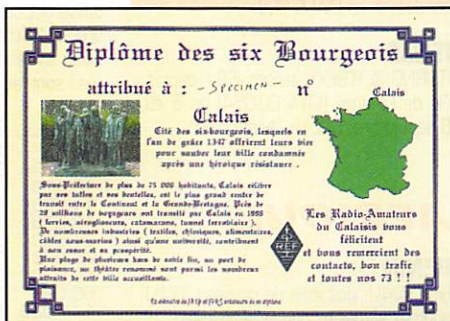 Diplôme des six Bourgeois
attribué à : - Specimen - n°
Calais
Calais
Cité des six-bourgeois, lesquels en
l'an de grâce 1347 offrirent leurs vies
pour sauber leur ville condamnée
après une héroïque résistance .
Sous-Préfecture de plus de 75 000 habitants, Calais célèbre
par ses tulles et ses dentelles, est le plus grand centre de
transit entre le Continent et la Grande-Bretagne. Près de
28 millions de voyageurs ont transité par Calais en 1995
( ferries, aéroglisseurs, catamarans, tunnel ferroviaire ).
De nombreuses industries ( textiles, chimiques, alimentaires,
câbles sous-marins ) ainsi qu'une université, contribuent
à son essor et sa prospérité.
Une plage de plusieurs kms de sable fin, un port de
plaisance, un théâtre renommé sont parmi les nombreux
attraits de cette ville accueillante.
REF
Les Radio-Amateurs
du Calaisis vous
félicitent
et vous remercient des
contacts, bon trafic
et toutes nos 73 ! !
créateurs de ce diplôme